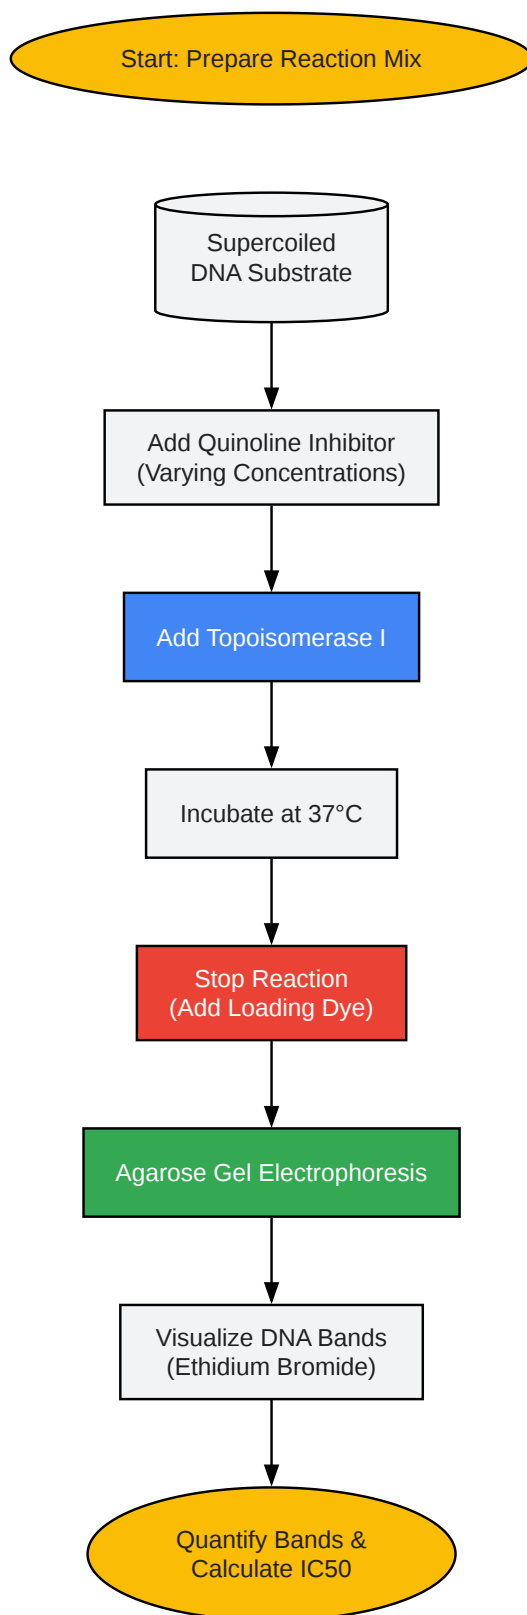 Start: Prepare Reaction Mix
Supercoiled
DNA Substrate
Add Quinoline Inhibitor
(Varying Concentrations)
Add Topoisomerase I
Incubate at 37°C
Stop Reaction
(Add Loading Dye)
Agarose Gel Electrophoresis
Visualize DNA Bands
(Ethidium Bromide)
Quantify Bands &
Calculate IC50